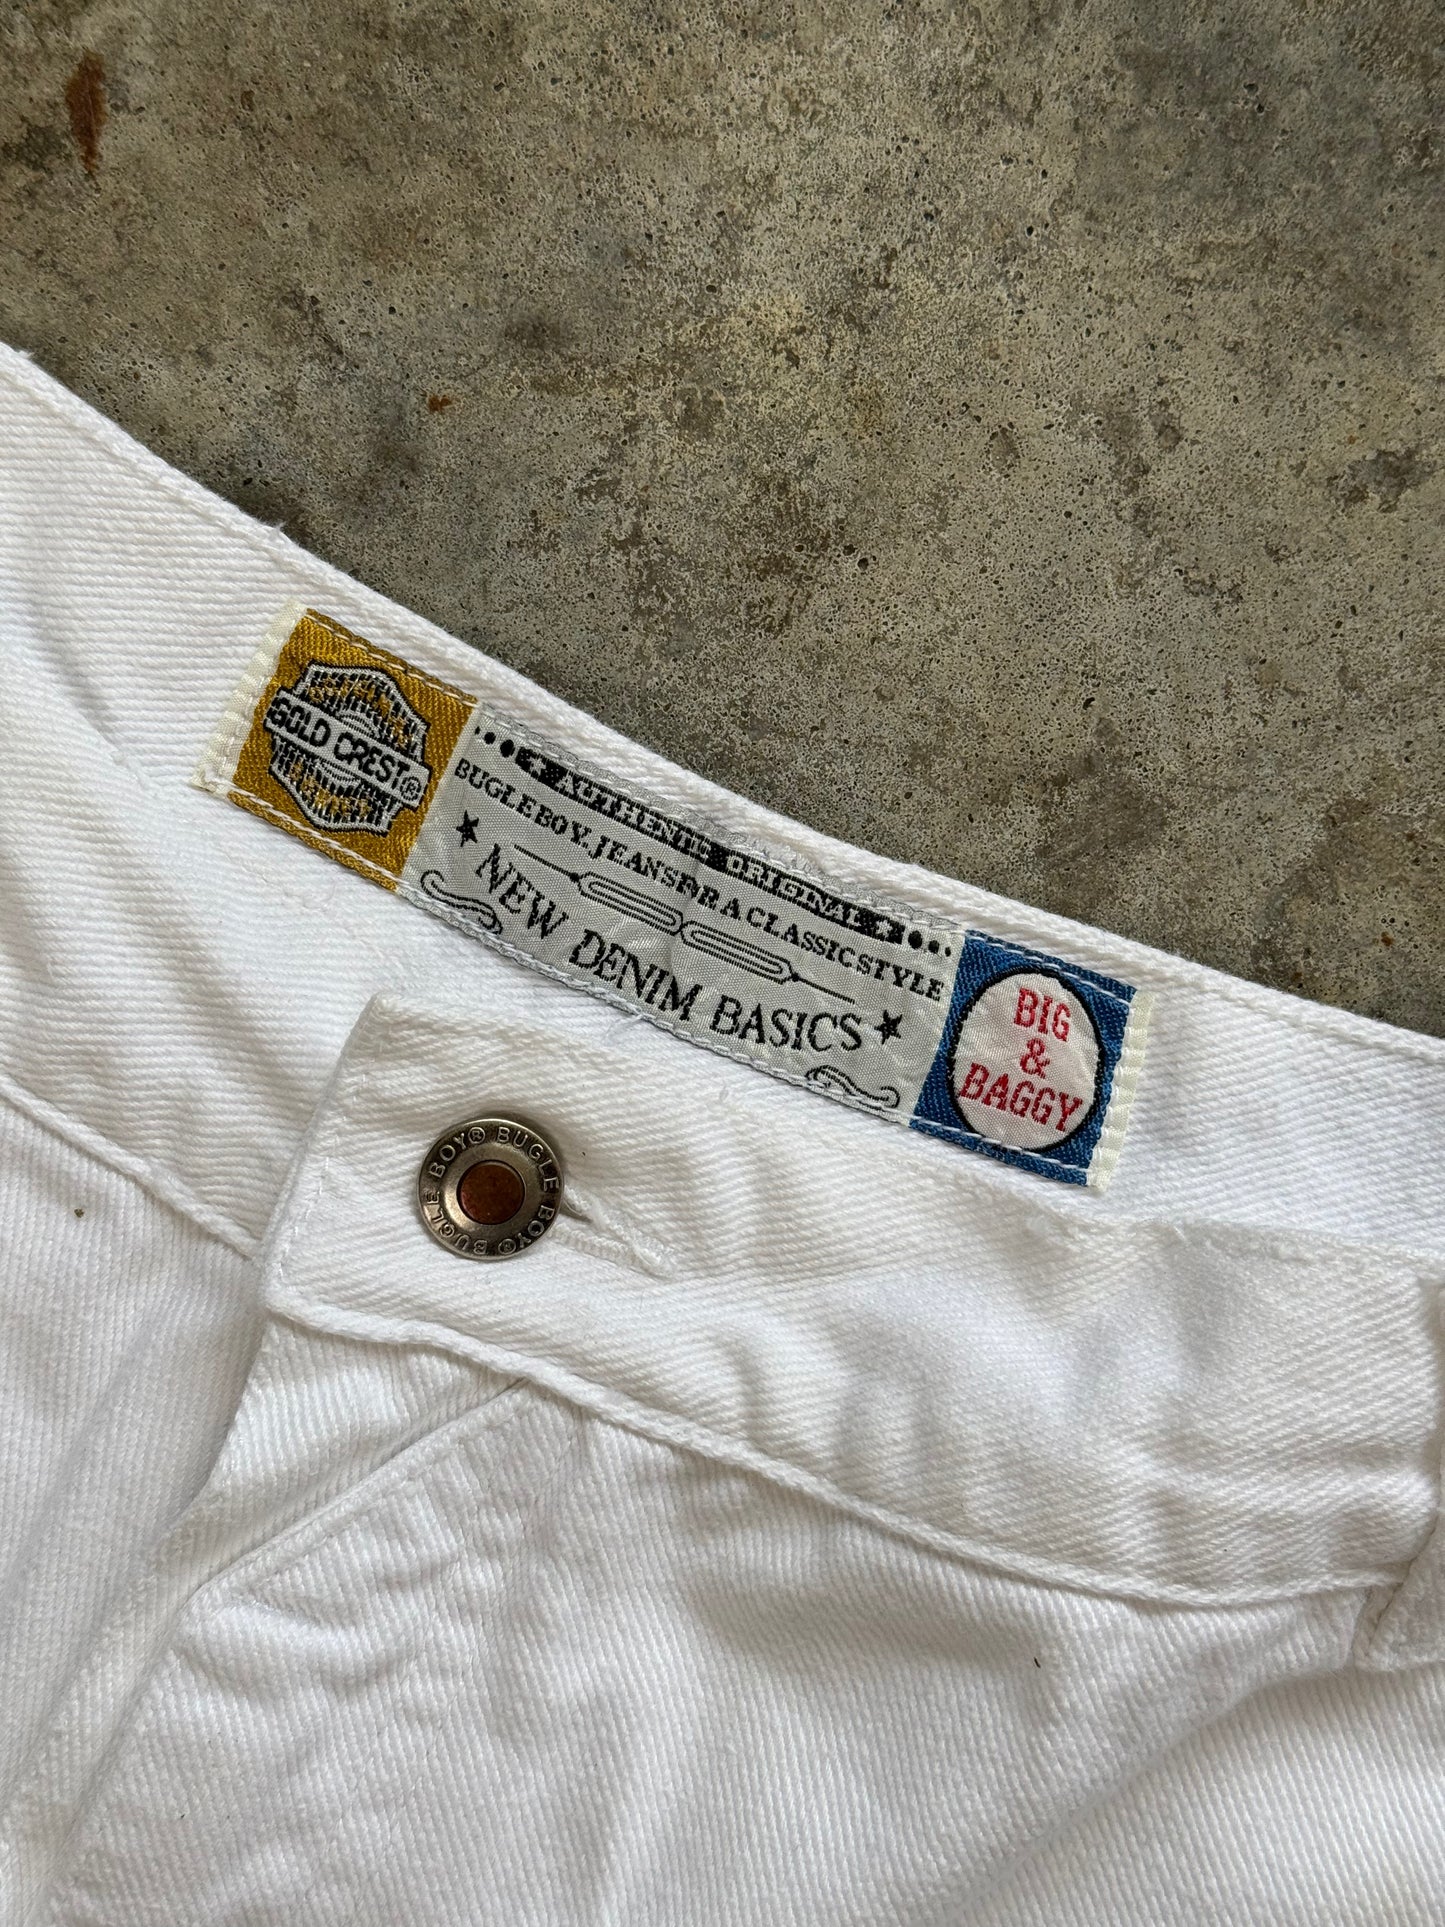 GOLD CREST®
AUTHENTIC ORIGINAL
BUGLE BOY. JEANS FOR A CLASSIC STYLE
NEW DENIM BASICS
BIG
&
BAGGY
BUGLE BOY® BUGLE BOY®